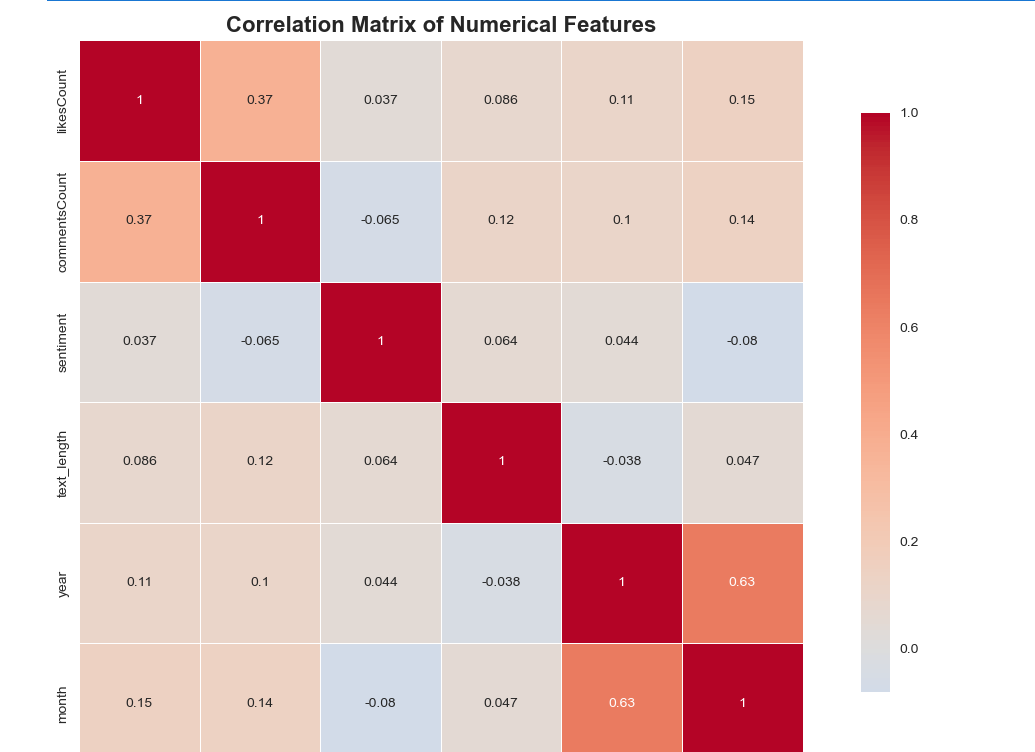 Correlation Matrix of Numerical Features
likesCount 1 0.37 0.037 0.086 0.11 0.15
commentsCount 0.37 1 -0.065 0.12 0.1 0.14
sentiment 0.037 -0.065 1 0.064 0.044 -0.08
text_length 0.086 0.12 0.064 1 -0.038 0.047
year 0.11 0.1 0.044 -0.038 1 0.63
month 0.15 0.14 -0.08 0.047 0.63 1
1.0
0.8
0.6
0.4
0.2
0.0